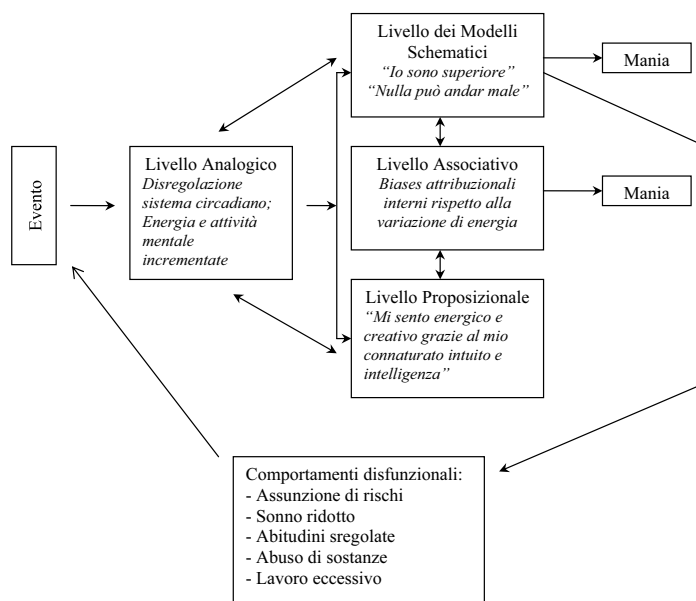 Livello dei Modelli
Schematici
“Io sono superiore”
“Nulla può andar male”
Mania
Evento
Livello Analogico
Disregolazione
sistema circadiano;
Energia e attività
mentale
incrementate
Livello Associativo
Biases attribuzionali
interni rispetto alla
variazione di energia
Mania
Livello Proposizionale
“Mi sento energico e
creativo grazie al mio
connaturato intuito e
intelligenza”
Comportamenti disfunzionali:
- Assunzione di rischi
- Sonno ridotto
- Abitudini sregolate
- Abuso di sostanze
- Lavoro eccessivo